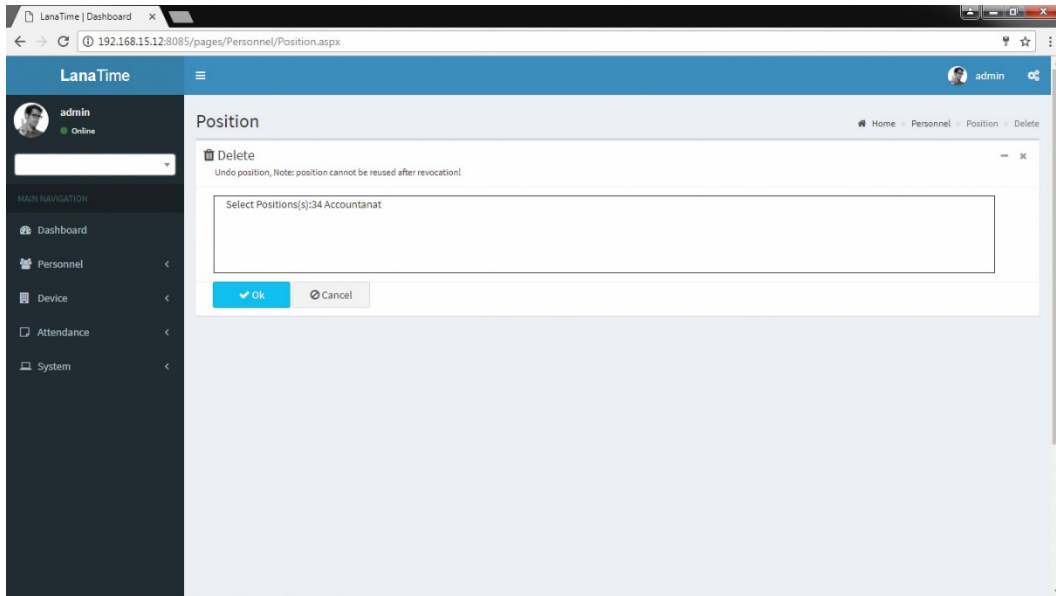 LanaTime | Dashboard
192.168.15.12:8085/pages/Personnel/Position.aspx
LanaTime
admin
admin
Online
Position
Home > Personnel > Position > Delete
Delete
Undo position, Note: position cannot be reused after revocation!
MAIN NAVIGATION
Select Positions(s):34 Accountanat
Dashboard
Personnel
Device
Ok
Cancel
Attendance
System